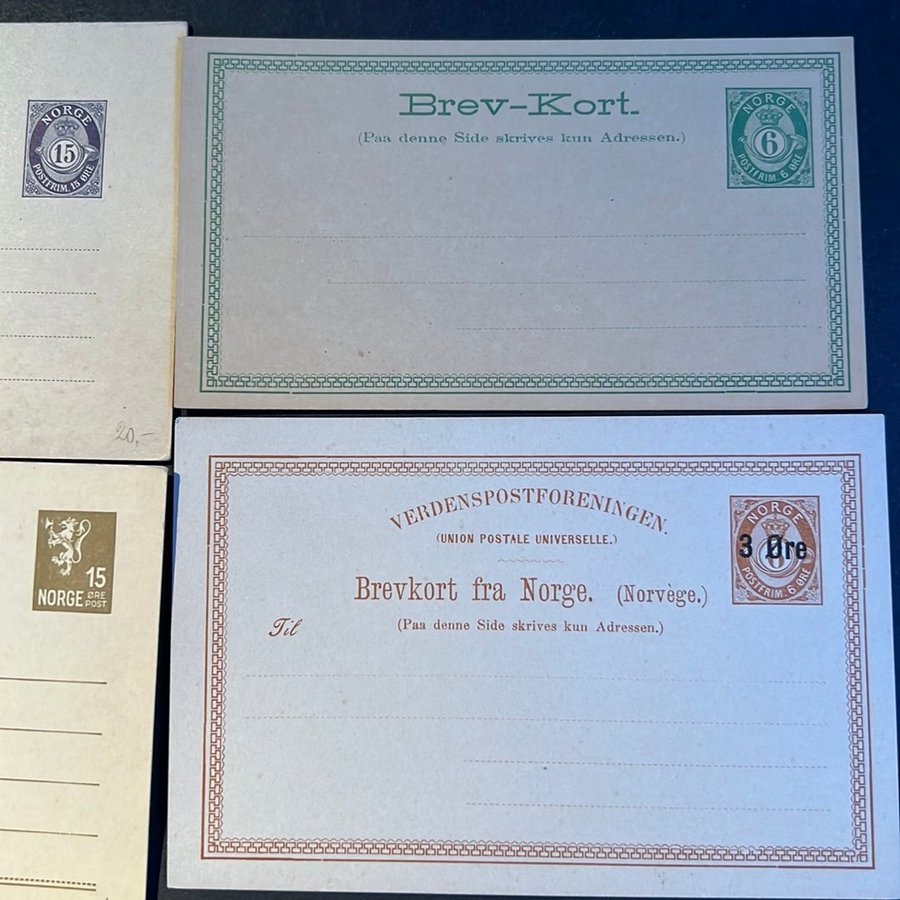 NORGE
15
POSTFRIM. 15 ØRE
20,-
Brev-Kort.
(Paa denne Side skrives kun Adressen.)
NORGE
6
POSTFRIM 6 ØRE
15
NORGE ØRE POST
VERDENSPOSTFORENINGEN.
(UNION POSTALE UNIVERSELLE.)
Brevkort fra Norge. (Norvège.)
(Paa denne Side skrives kun Adressen.)
Til
NORGE
3 Øre
6
POSTFRIM. 6 ØRE